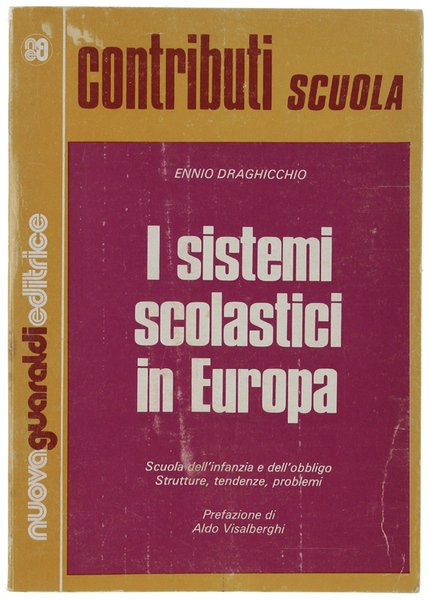 contributi SCUOLA
ENNIO DRAGHICCHIO
I sistemi
scolastici
in Europa
Scuola dell'infanzia e dell'obbligo
Strutture, tendenze, problemi
Prefazione di
Aldo Visalberghi
nuovaguaraldieditrice